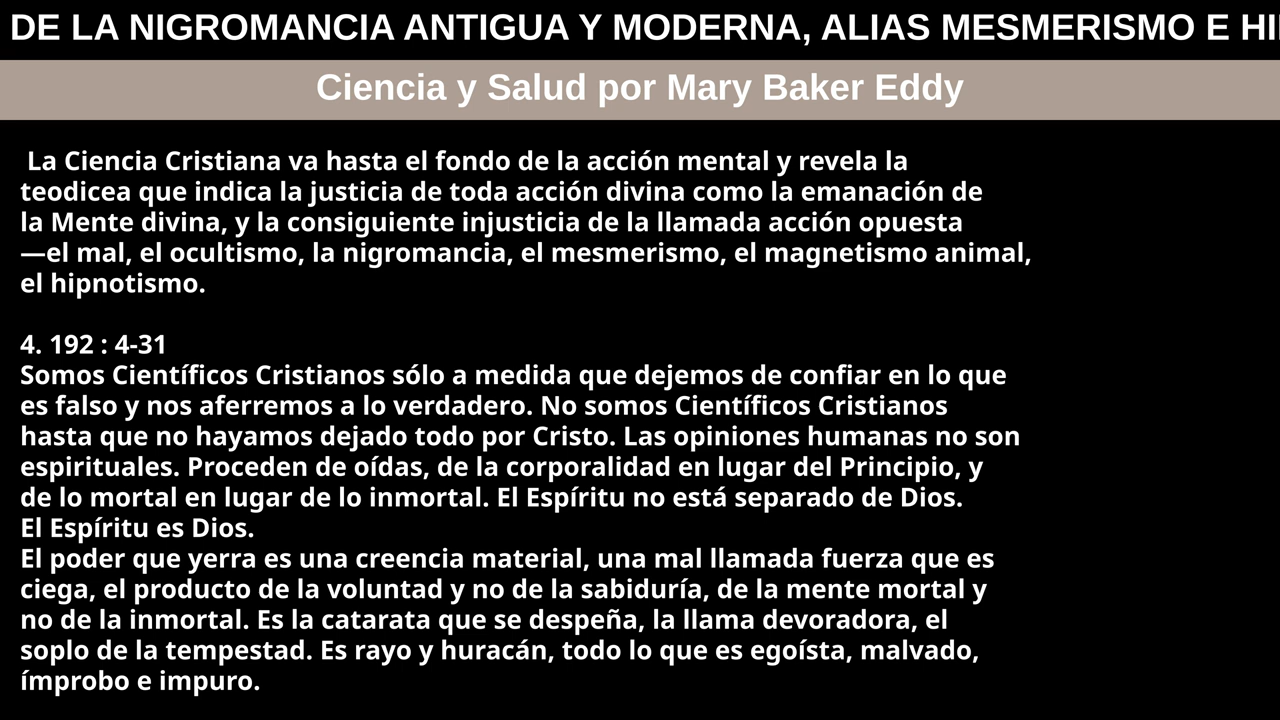 DE LA NIGROMANCIA ANTIGUA Y MODERNA, ALIAS MESMERISMO E
Ciencia y Salud por Mary Baker Eddy
La Ciencia Cristiana va hasta el fondo de la acción mental y revela la
teodicea que indica la justicia de toda acción divina como la emanación de
la Mente divina, y la consiguiente injusticia de la llamada acción opuesta
—el mal, el ocultismo, la nigromancia, el mesmerismo, el magnetismo animal,
el hipnotismo.
4. 192 : 4-31
Somos Científicos Cristianos sólo a medida que dejemos de confiar en lo que
es falso y nos aferremos a lo verdadero. No somos Científicos Cristianos
hasta que no hayamos dejado todo por Cristo. Las opiniones humanas no son
espirituales. Proceden de oídas, de la corporalidad en lugar del Principio, y
de lo mortal en lugar de lo inmortal. El Espíritu no está separado de Dios.
El Espíritu es Dios.
El poder que yerra es una creencia material, una mal llamada fuerza que es
ciega, el producto de la voluntad y no de la sabiduría, de la mente mortal y
no de la inmortal. Es la catarata que se despeña, la llama devoradora, el
soplo de la tempestad. Es rayo y huracán, todo lo que es egoísta, malvado,
ímprobo e impuro.